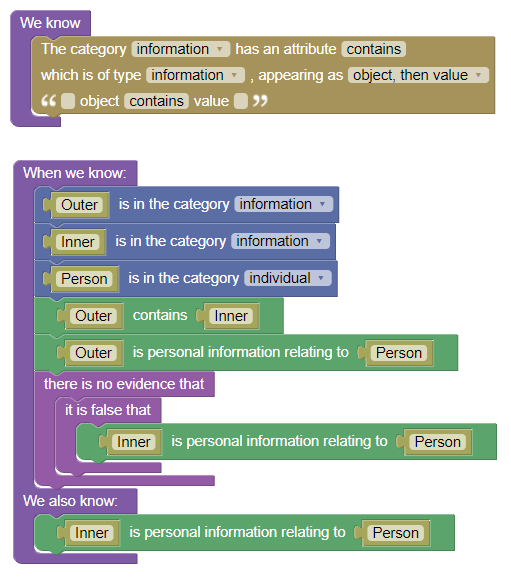 We know
The category information has an attribute contains
which is of type information , appearing as object, then value
“ object contains value ”
When we know:
Outer is in the category information
Inner is in the category information
Person is in the category individual
Outer contains Inner
Outer is personal information relating to Person
there is no evidence that
it is false that
Inner is personal information relating to Person
We also know:
Inner is personal information relating to Person